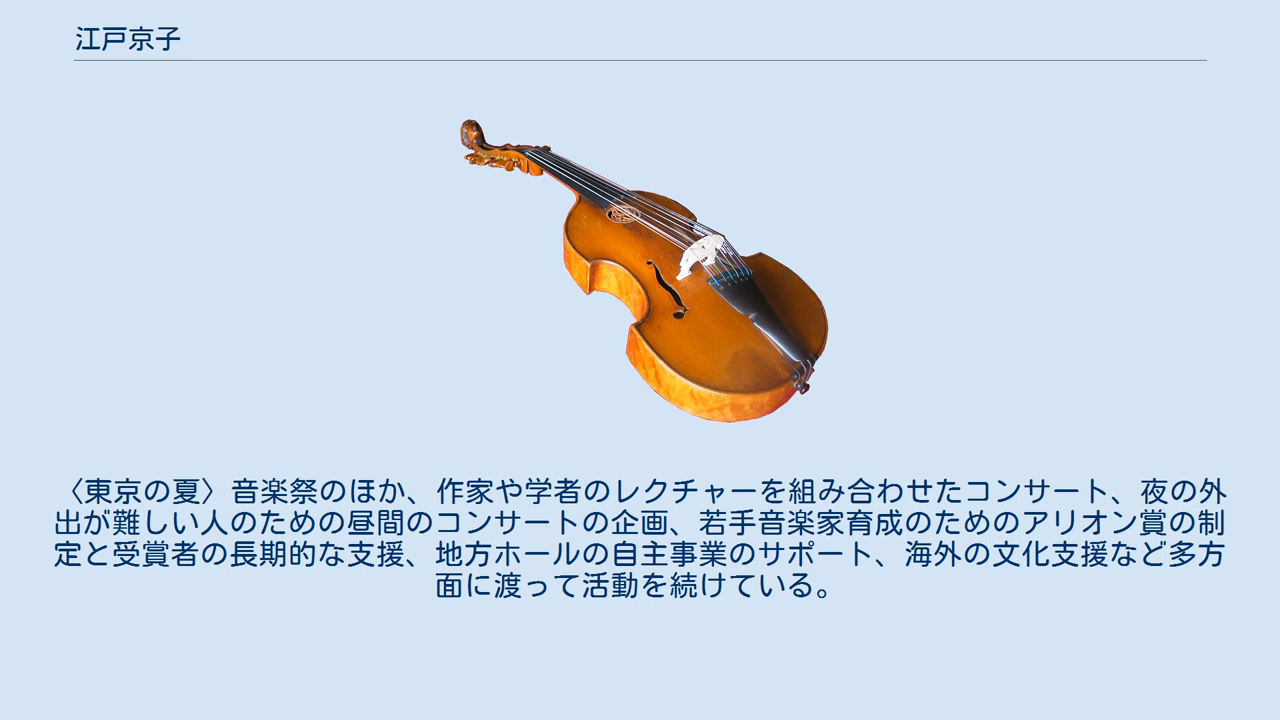 江戸京子
〈東京の夏〉音楽祭のほか、作家や学者のレクチャーを組み合わせたコンサート、夜の外
出が難しい人のための昼間のコンサートの企画、若手音楽家育成のためのアリオン賞の制
定と受賞者の長期的な支援、地方ホールの自主事業のサポート、海外の文化支援など多方
面に渡って活動を続けている。